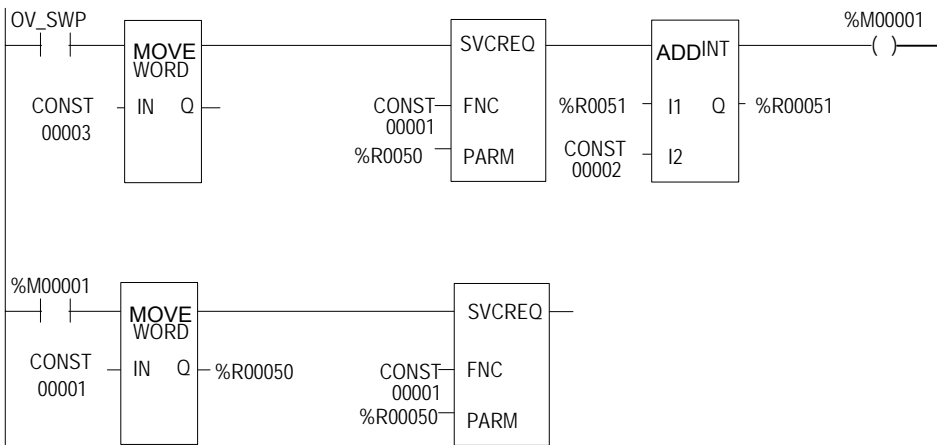 OV_SWP
%M00001
MOVE
WORD
SVCREQ
ADD INT
CONST
00003
IN Q
CONST
00001
FNC
%R0051
I1 Q
%R00051
%R0050
PARM
CONST
00002
I2
%M00001
MOVE
WORD
SVCREQ
CONST
00001
IN Q
%R00050
CONST
00001
FNC
%R00050
PARM